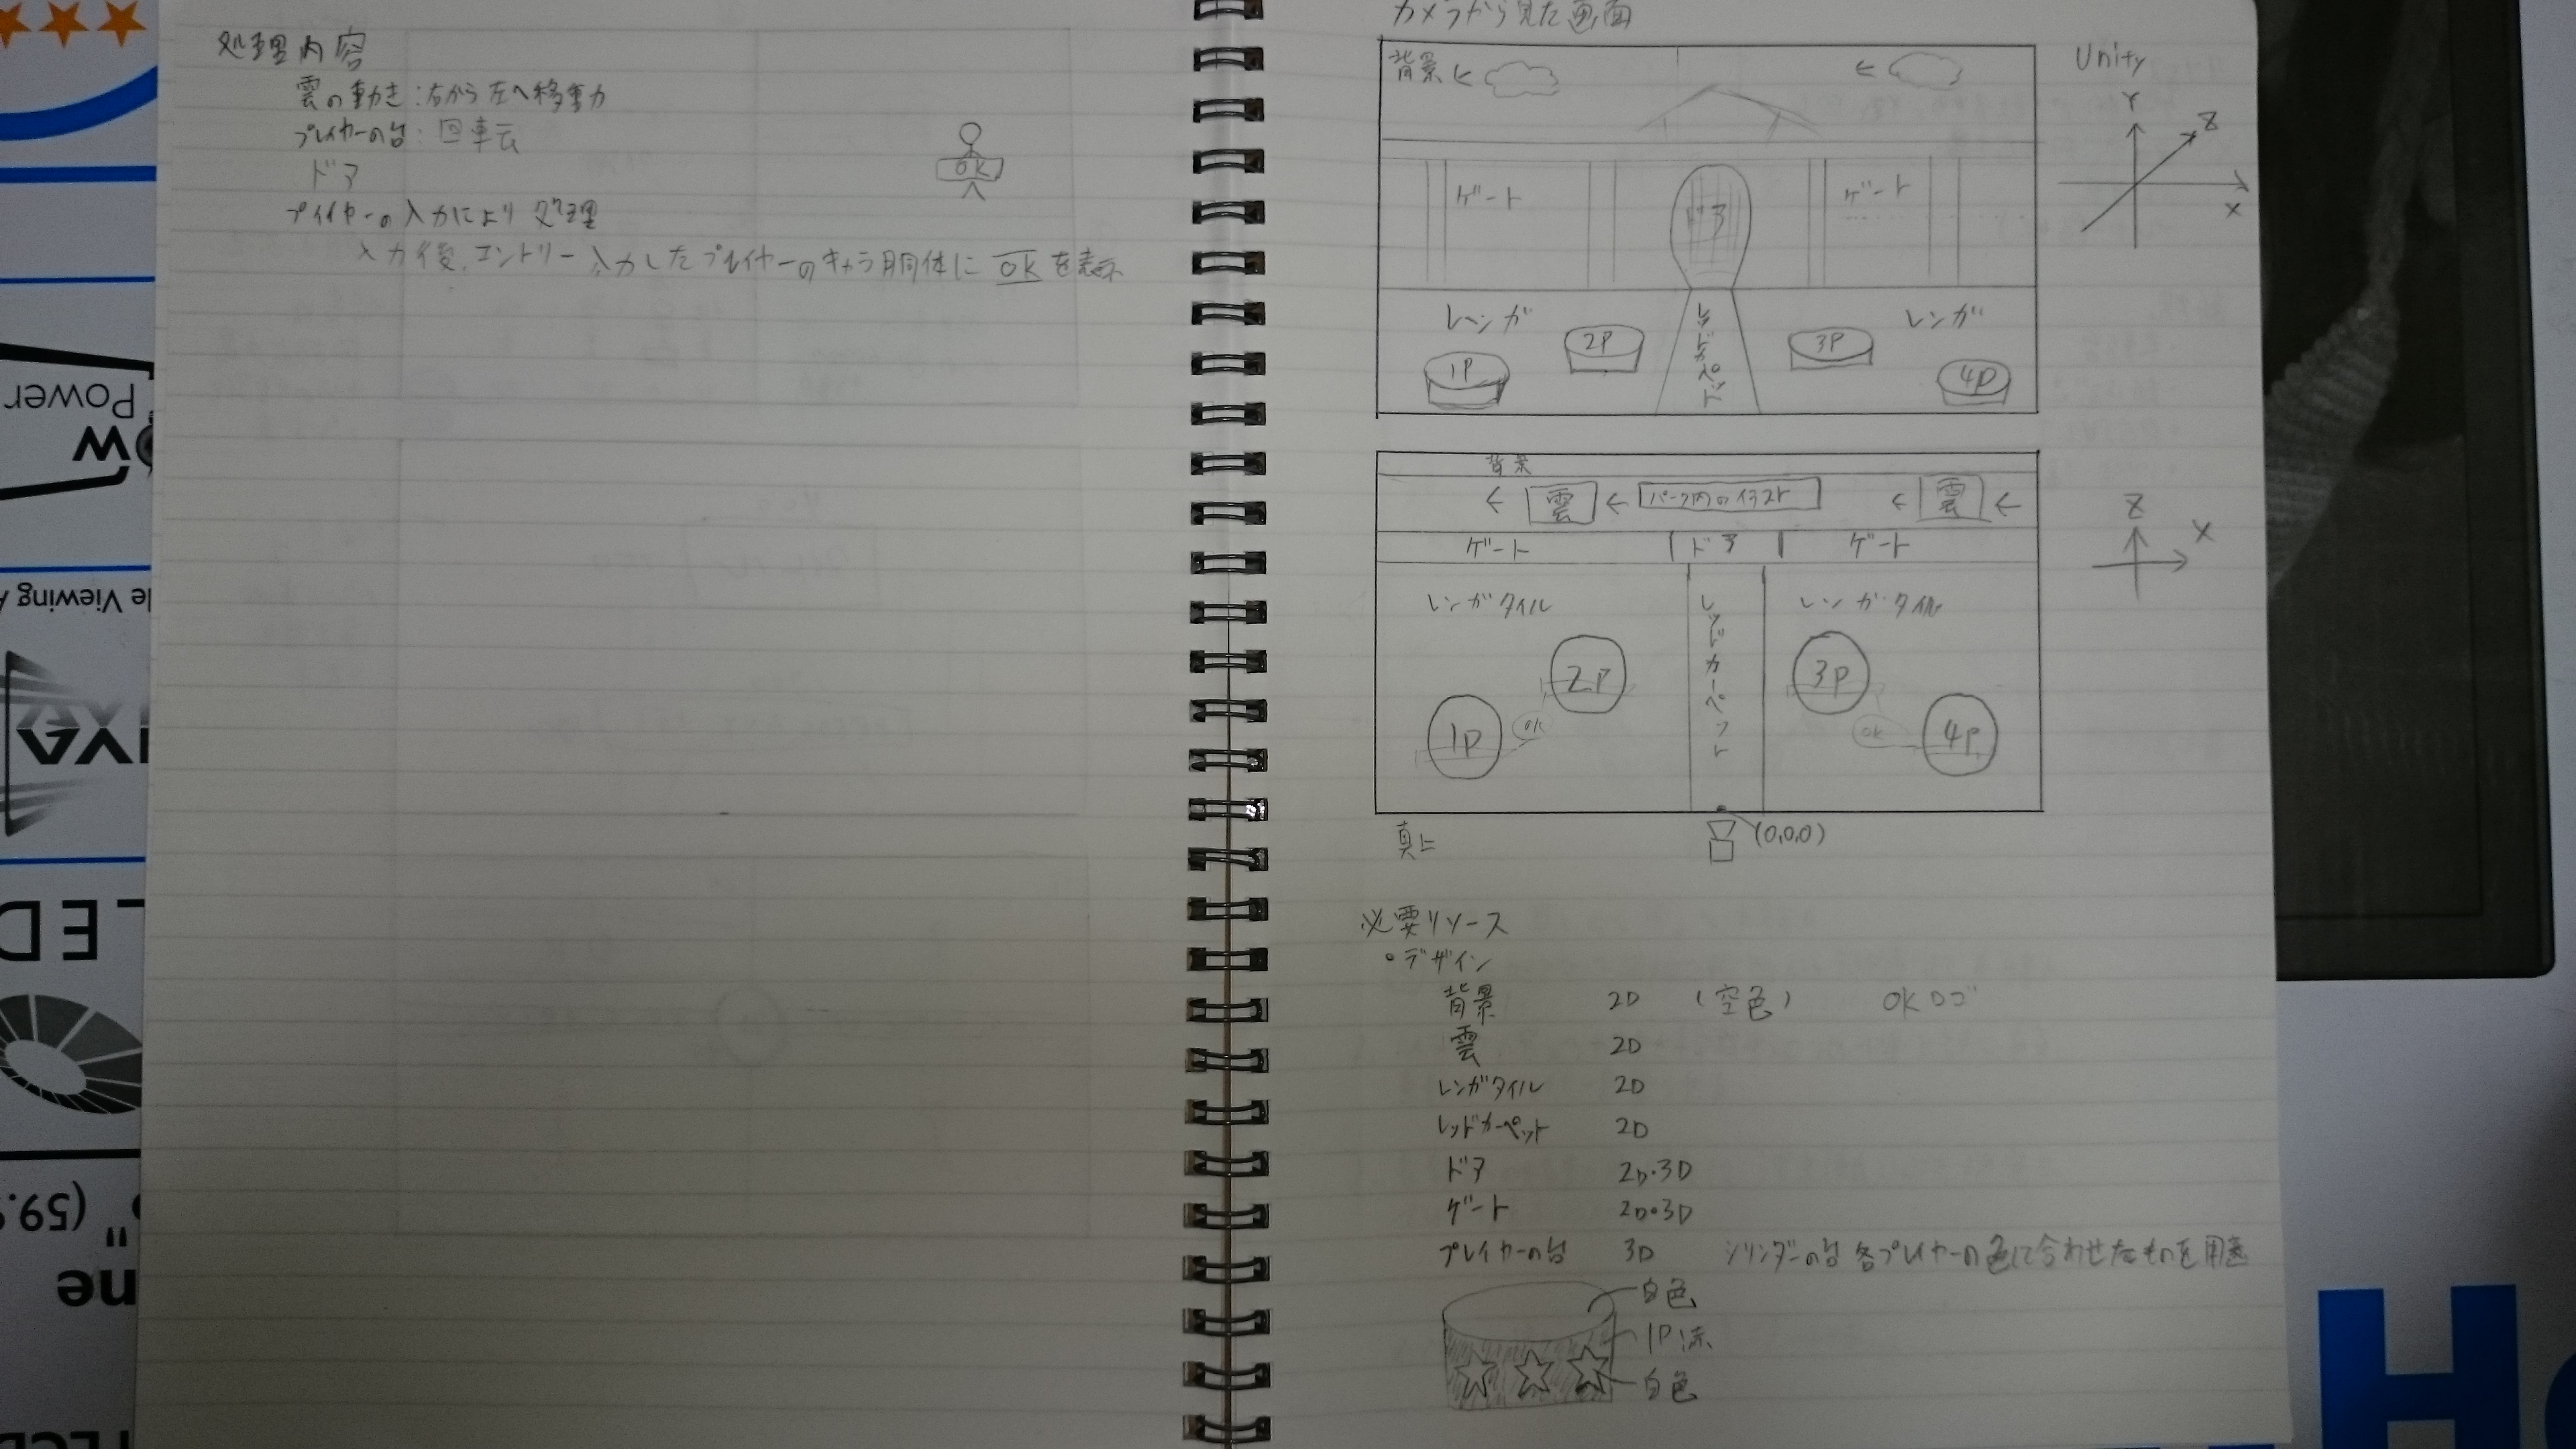 処理内容
雲の動き：右から左へ移動
プレイヤーの台：回転
ドア
プレイヤーの入力により処理
入力後、エントリー入力したプレイヤーのキャラ胴体に OK を表示
OK
カメラから見た画面
背景 ←
←
ゲート
ドア
ゲート
レンガ
レッドカーペット
レンガ
1P
2P
3P
4P
Unity
Y
Z
X
背景
← 雲 ← パーク内のイラスト ← 雲 ←
ゲート ドア ゲート
レンガタイル
レッドカーペット
レンガタイル
2P
3P
1P
OK
OK
4P
真上
(0,0,0)
Z
X
必要リソース
・デザイン
背景 2D （空色） OKロゴ
雲 2D
レンガタイル 2D
レッドカーペット 2D
ドア 2D・3D
ゲート 2D・3D
プレイヤーの台 3D シリンダーの台 各プレイヤーの色に合わせたものを用意
白色
1P 赤
白色
Power
LED